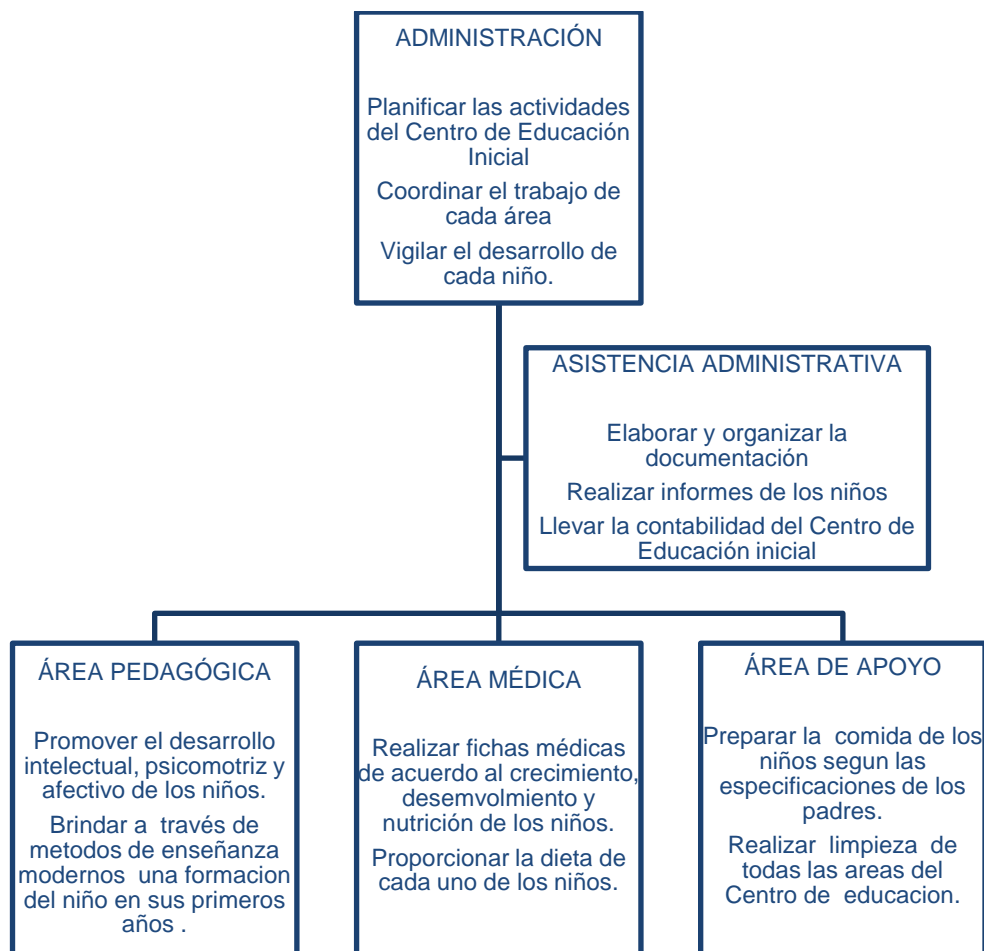 ADMINISTRACIÓN
Planificar las actividades
del Centro de Educación
Inicial
Coordinar el trabajo de
cada área
Vigilar el desarrollo de
cada niño.
ASISTENCIA ADMINISTRATIVA
Elaborar y organizar la
documentación
Realizar informes de los niños
Llevar la contabilidad del Centro de
Educación inicial
ÁREA PEDAGÓGICA
Promover el desarrollo
intelectual, psicomotriz y
afectivo de los niños.
Brindar a través de
metodos de enseñanza
modernos una formacion
del niño en sus primeros
años .
ÁREA MÉDICA
Realizar fichas médicas
de acuerdo al crecimiento,
desemvolmiento y
nutrición de los niños.
Proporcionar la dieta de
cada uno de los niños.
ÁREA DE APOYO
Preparar la comida de los
niños segun las
especificaciones de los
padres.
Realizar limpieza de
todas las areas del
Centro de educacion.